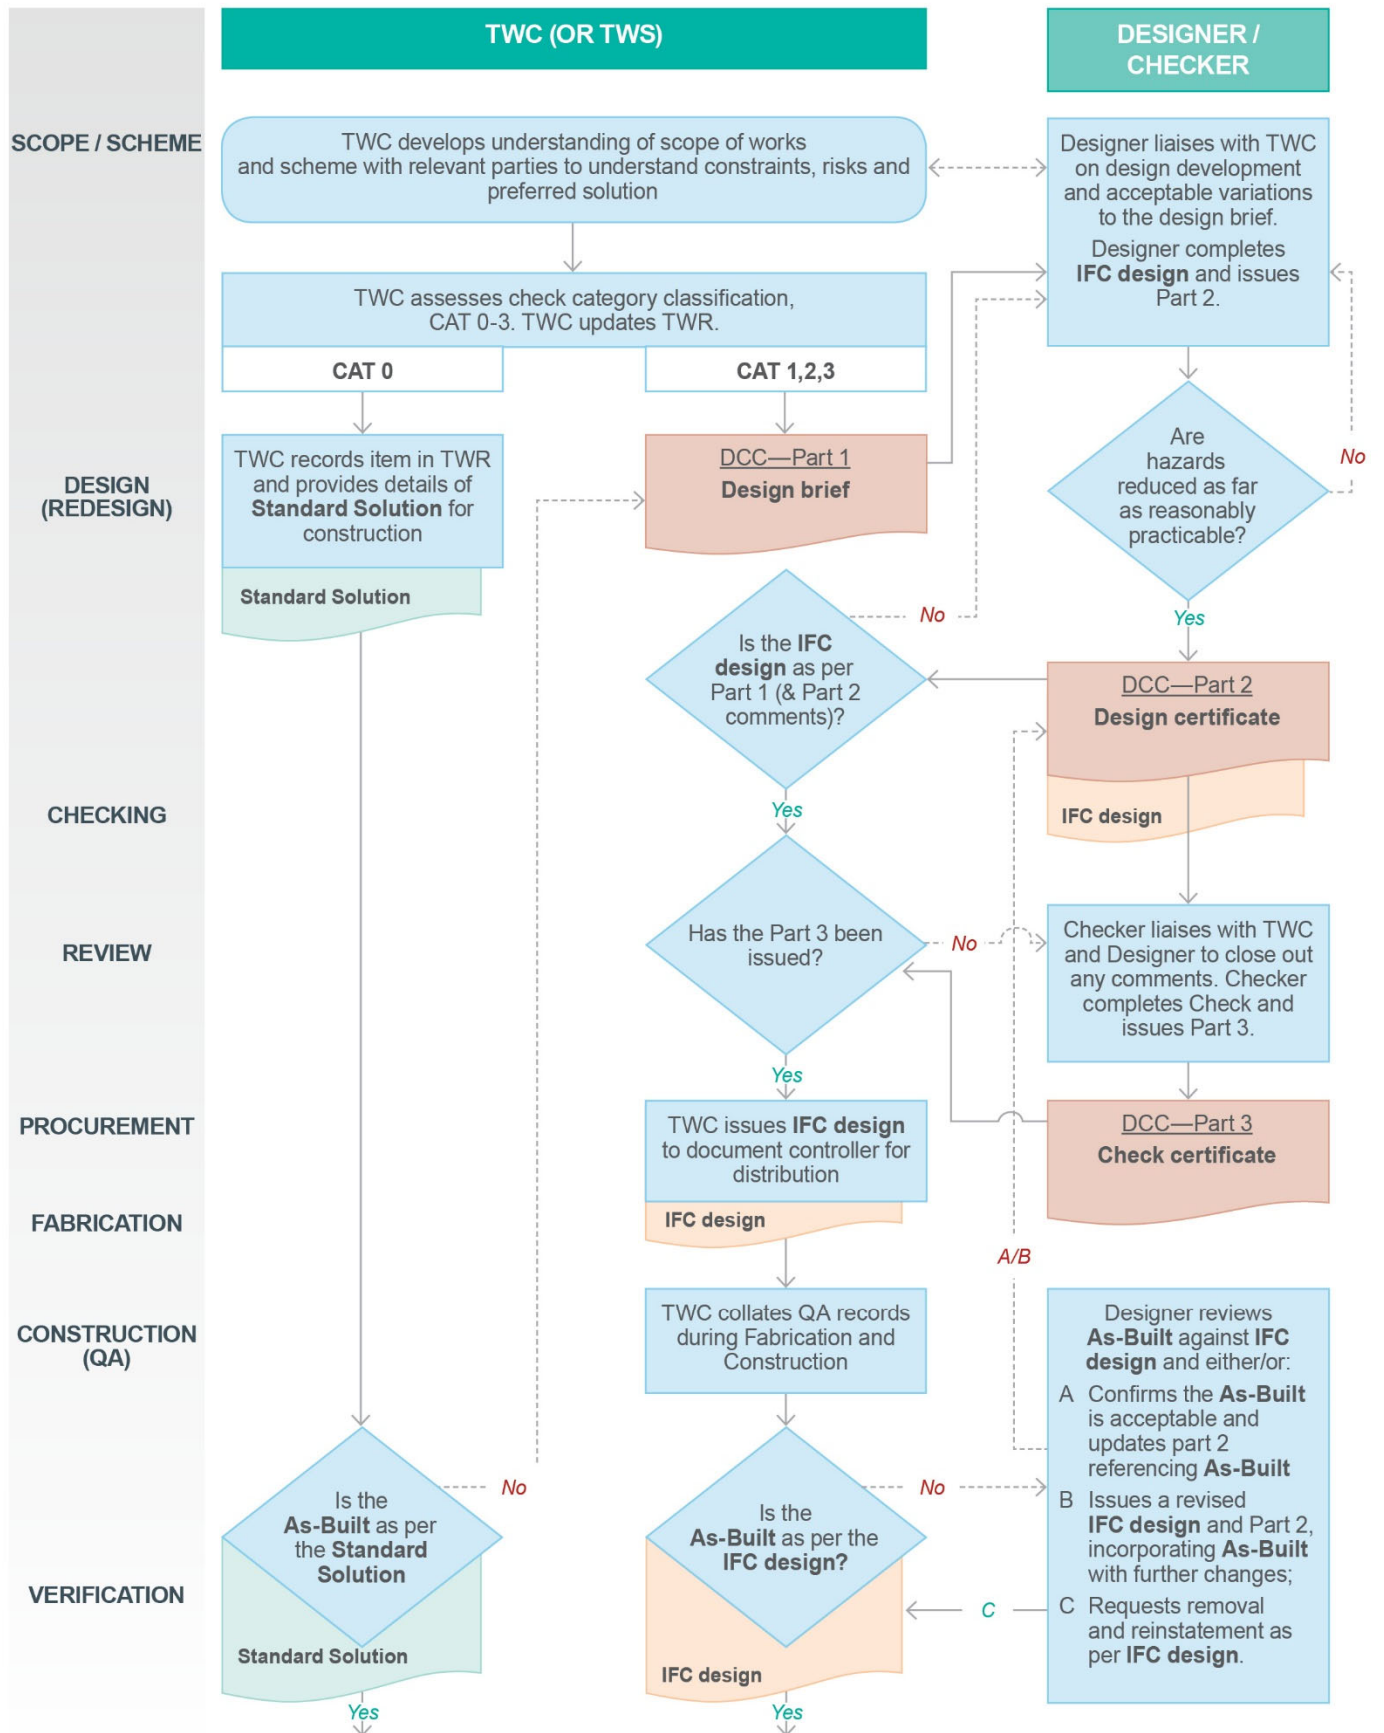 TWC (OR TWS)
DESIGNER /
CHECKER
SCOPE / SCHEME
TWC develops understanding of scope of works
and scheme with relevant parties to understand constraints, risks and
preferred solution
Designer liaises with TWC
on design development
and acceptable variations
to the design brief.
Designer completes
IFC design and issues
Part 2.
TWC assesses check category classification,
CAT 0-3. TWC updates TWR.
CAT 0
CAT 1,2,3
DESIGN
(REDESIGN)
TWC records item in TWR
and provides details of
Standard Solution for
construction
Standard Solution
DCC—Part 1
Design brief
Are
hazards
reduced as far
as reasonably
practicable?
No
Yes
No
Is the IFC
design as per
Part 1 (& Part 2
comments)?
Yes
DCC—Part 2
Design certificate
IFC design
CHECKING
REVIEW
Has the Part 3 been
issued?
No
Yes
Checker liaises with TWC
and Designer to close out
any comments. Checker
completes Check and
issues Part 3.
PROCUREMENT
TWC issues IFC design
to document controller for
distribution
IFC design
DCC—Part 3
Check certificate
FABRICATION
A/B
CONSTRUCTION
(QA)
TWC collates QA records
during Fabrication and
Construction
Designer reviews
As-Built against IFC
design and either/or:
A Confirms the As-Built
is acceptable and
updates part 2
referencing As-Built
B Issues a revised
IFC design and Part 2,
incorporating As-Built
with further changes;
C Requests removal
and reinstatement as
per IFC design.
VERIFICATION
Is the
As-Built as per
the Standard
Solution
No
Standard Solution
Yes
Is the
As-Built as per the
IFC design?
No
C
IFC design
Yes